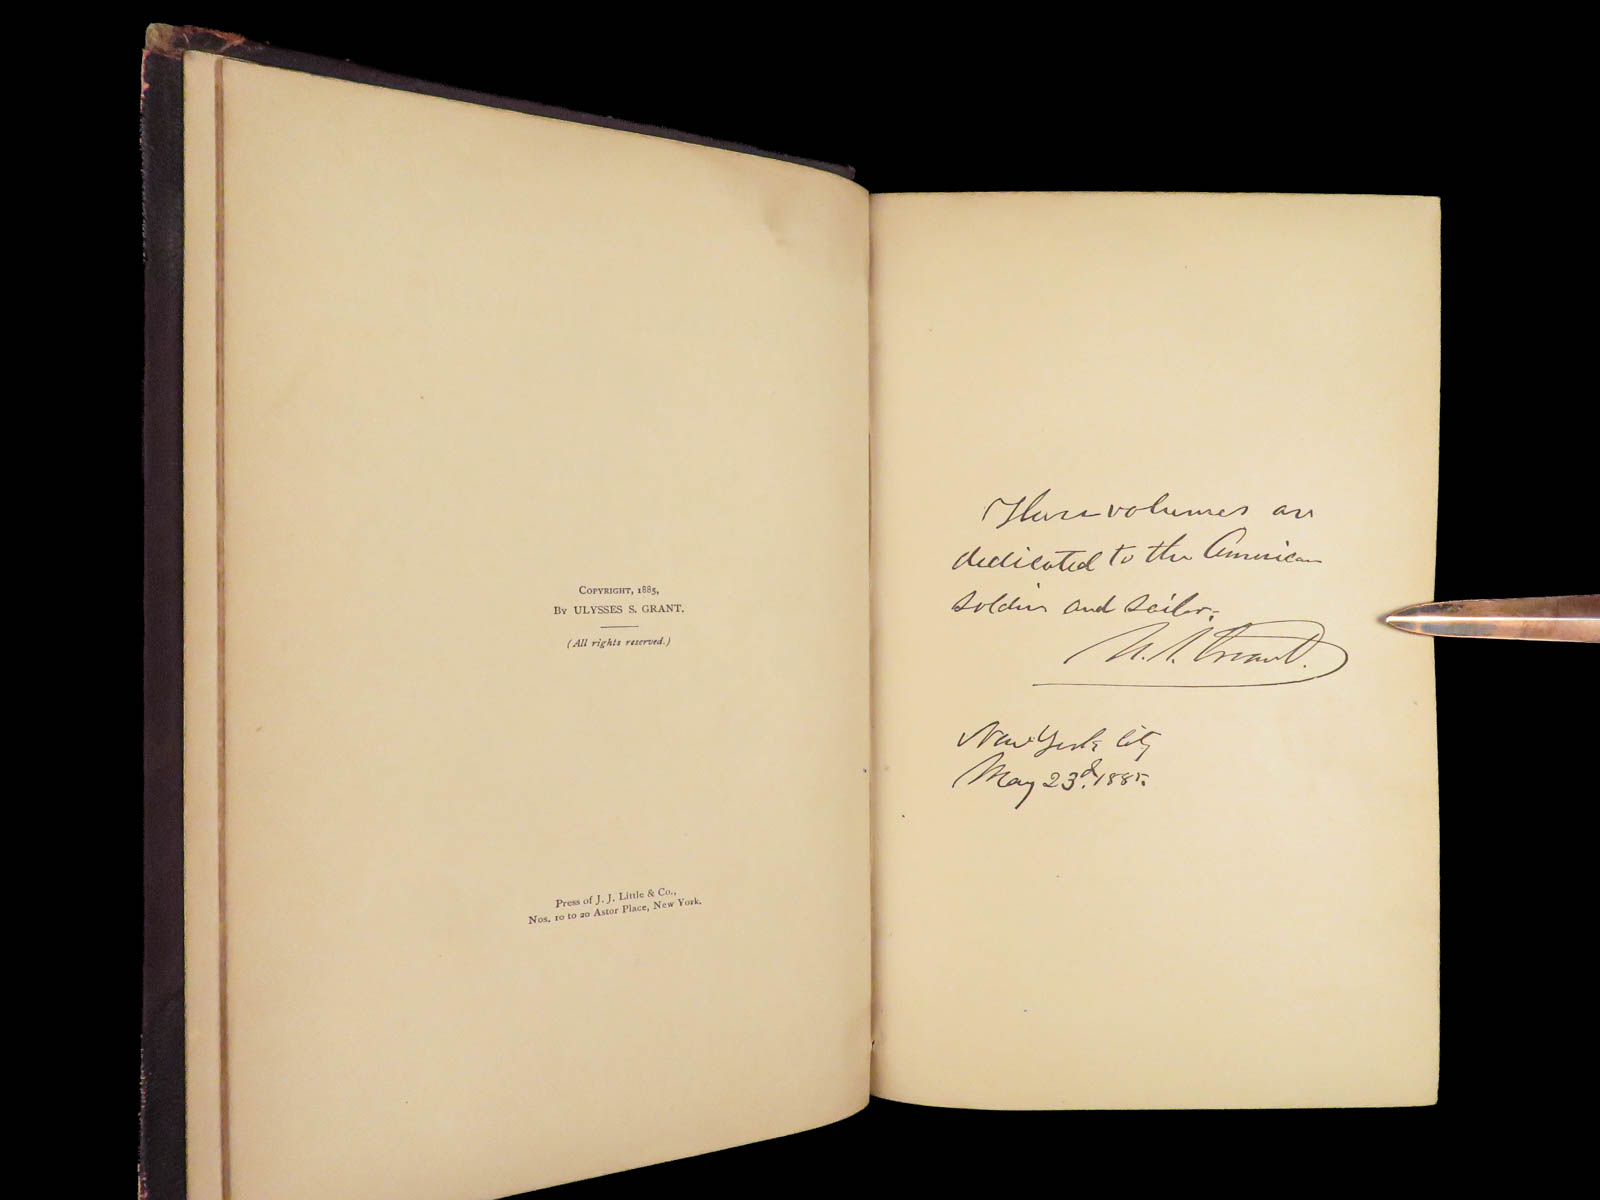 COPYRIGHT, 1885,
BY ULYSSES S. GRANT.
(All rights reserved.)
Press of J. J. Little & Co.,
Nos. 10 to 20 Astor Place, New York.
These volumes are
dedicated to the American
soldier and sailor.
U. S. Grant.
New York City
May 23d. 1885.